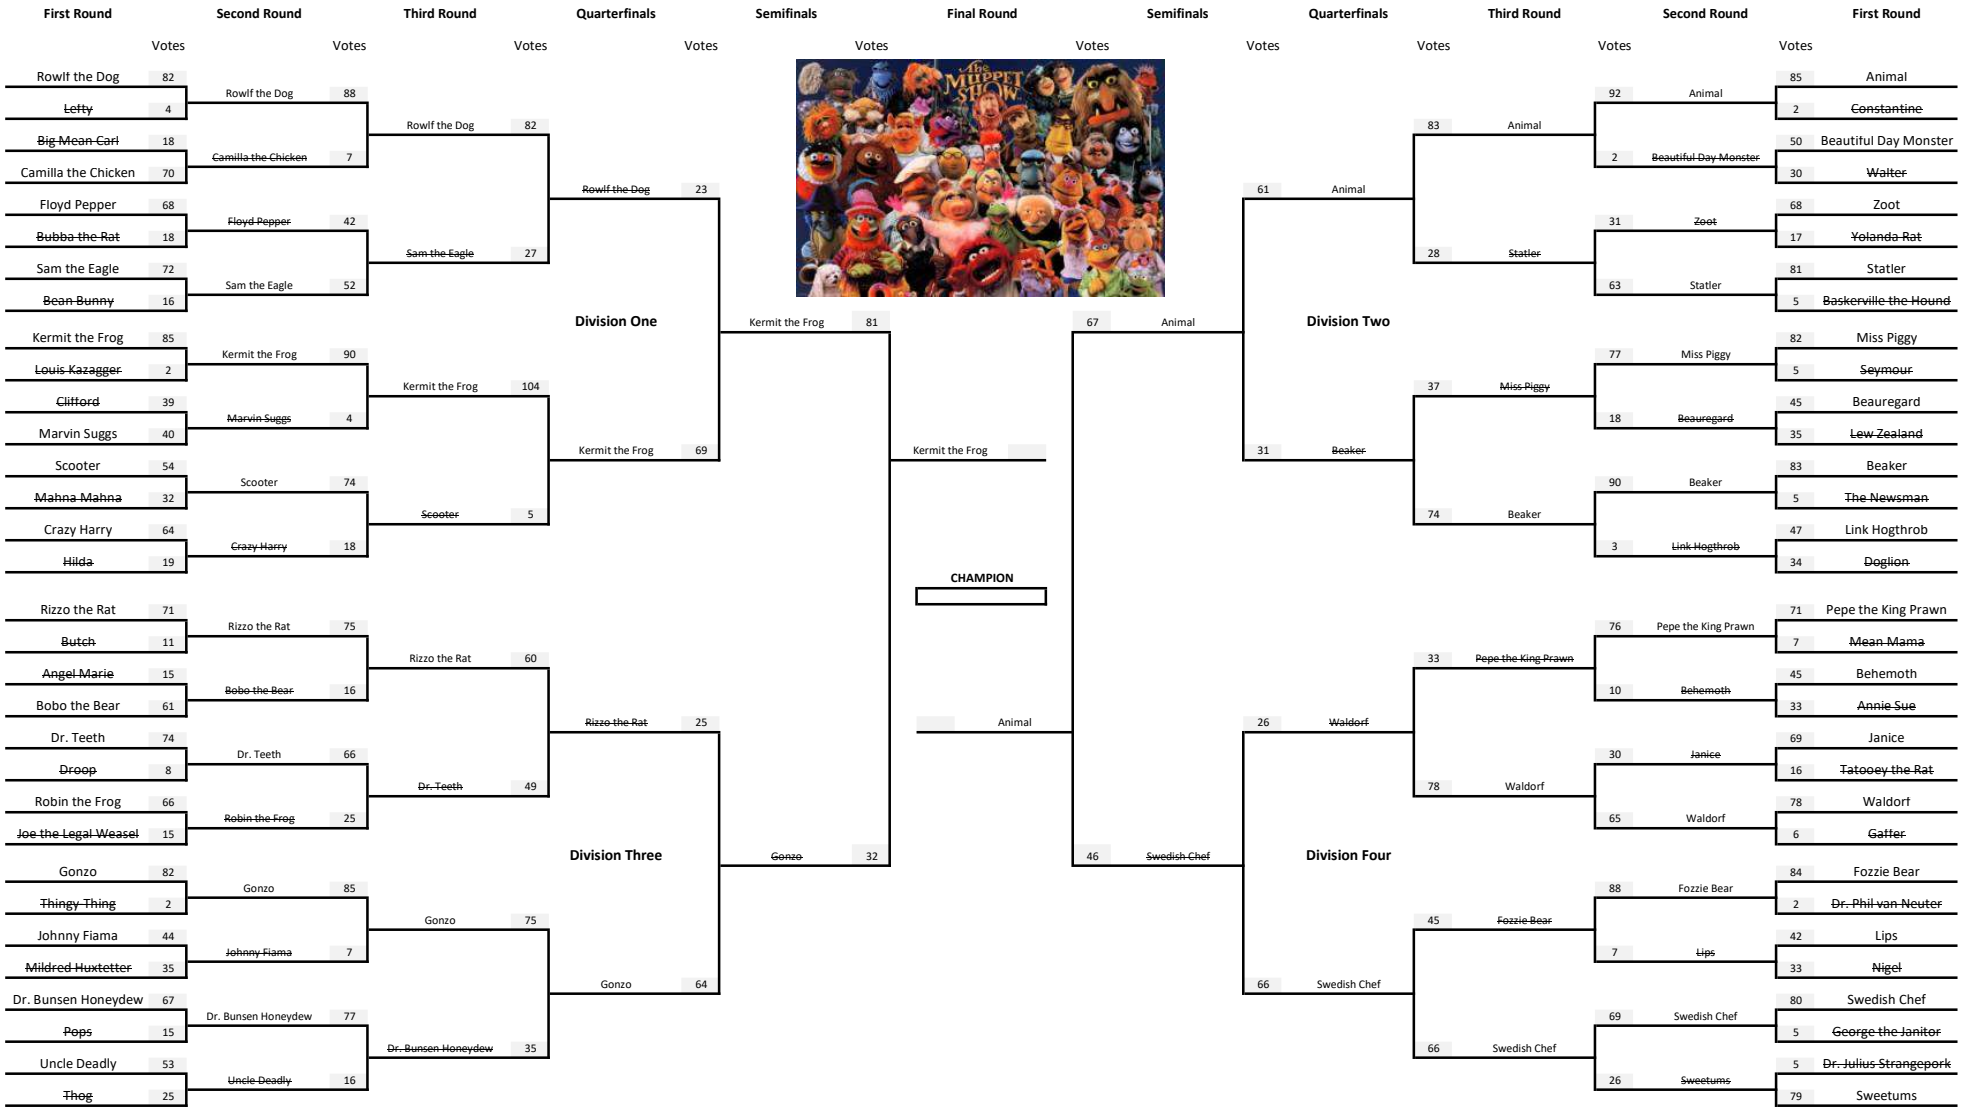 First Round Second Round Third Round Quarterfinals Semifinals Final Round Semifinals Quarterfinals Third Round Second Round First Round
Votes Votes Votes Votes Votes Votes Votes Votes Votes Votes
The
MUPPET
SHOW
Rowlf the Dog 82
Lefty 4
Big Mean Carl 18
Camilla the Chicken 70
Floyd Pepper 68
Bubba the Rat 18
Sam the Eagle 72
Bean Bunny 16
Kermit the Frog 85
Louis Kazagger 2
Clifford 39
Marvin Suggs 40
Scooter 54
Mahna Mahna 32
Crazy Harry 64
Hilda 19
Rizzo the Rat 71
Butch 11
Angel Marie 15
Bobo the Bear 61
Dr. Teeth 74
Droop 8
Robin the Frog 66
Joe the Legal Weasel 15
Gonzo 82
Thingy Thing 2
Johnny Fiama 44
Mildred Huxtetter 35
Dr. Bunsen Honeydew 67
Pops 15
Uncle Deadly 53
Thog 25
Rowlf the Dog 88
Camilla the Chicken 7
Floyd Pepper 42
Sam the Eagle 52
Kermit the Frog 90
Marvin Suggs 4
Scooter 74
Crazy Harry 18
Rizzo the Rat 75
Bobo the Bear 16
Dr. Teeth 66
Robin the Frog 25
Gonzo 85
Johnny Fiama 7
Dr. Bunsen Honeydew 77
Uncle Deadly 16
Rowlf the Dog 82
Sam the Eagle 27
Kermit the Frog 104
Scooter 5
Rizzo the Rat 60
Dr. Teeth 49
Gonzo 75
Dr. Bunsen Honeydew 35
Rowlf the Dog 23
Division One
Kermit the Frog 69
Rizzo the Rat 25
Division Three
Gonzo 64
Kermit the Frog 81
Gonzo 32
Kermit the Frog
CHAMPION
Animal
67 Animal
46 Swedish Chef
61 Animal
Division Two
31 Beaker
26 Waldorf
Division Four
66 Swedish Chef
83 Animal
28 Statler
37 Miss Piggy
74 Beaker
33 Pepe the King Prawn
78 Waldorf
45 Fozzie Bear
66 Swedish Chef
92 Animal
2 Beautiful Day Monster
31 Zoot
63 Statler
77 Miss Piggy
18 Beauregard
90 Beaker
3 Link Hogthrob
76 Pepe the King Prawn
10 Behemoth
30 Janice
65 Waldorf
88 Fozzie Bear
7 Lips
69 Swedish Chef
26 Sweetums
85 Animal
2 Constantine
50 Beautiful Day Monster
30 Walter
68 Zoot
17 Yolanda Rat
81 Statler
5 Baskerville the Hound
82 Miss Piggy
5 Seymour
45 Beauregard
35 Lew Zealand
83 Beaker
5 The Newsman
47 Link Hogthrob
34 Doglion
71 Pepe the King Prawn
7 Mean Mama
45 Behemoth
33 Annie Sue
69 Janice
16 Tatooey the Rat
78 Waldorf
6 Gaffer
84 Fozzie Bear
2 Dr. Phil van Neuter
42 Lips
33 Nigel
80 Swedish Chef
5 George the Janitor
5 Dr. Julius Strangepork
79 Sweetums